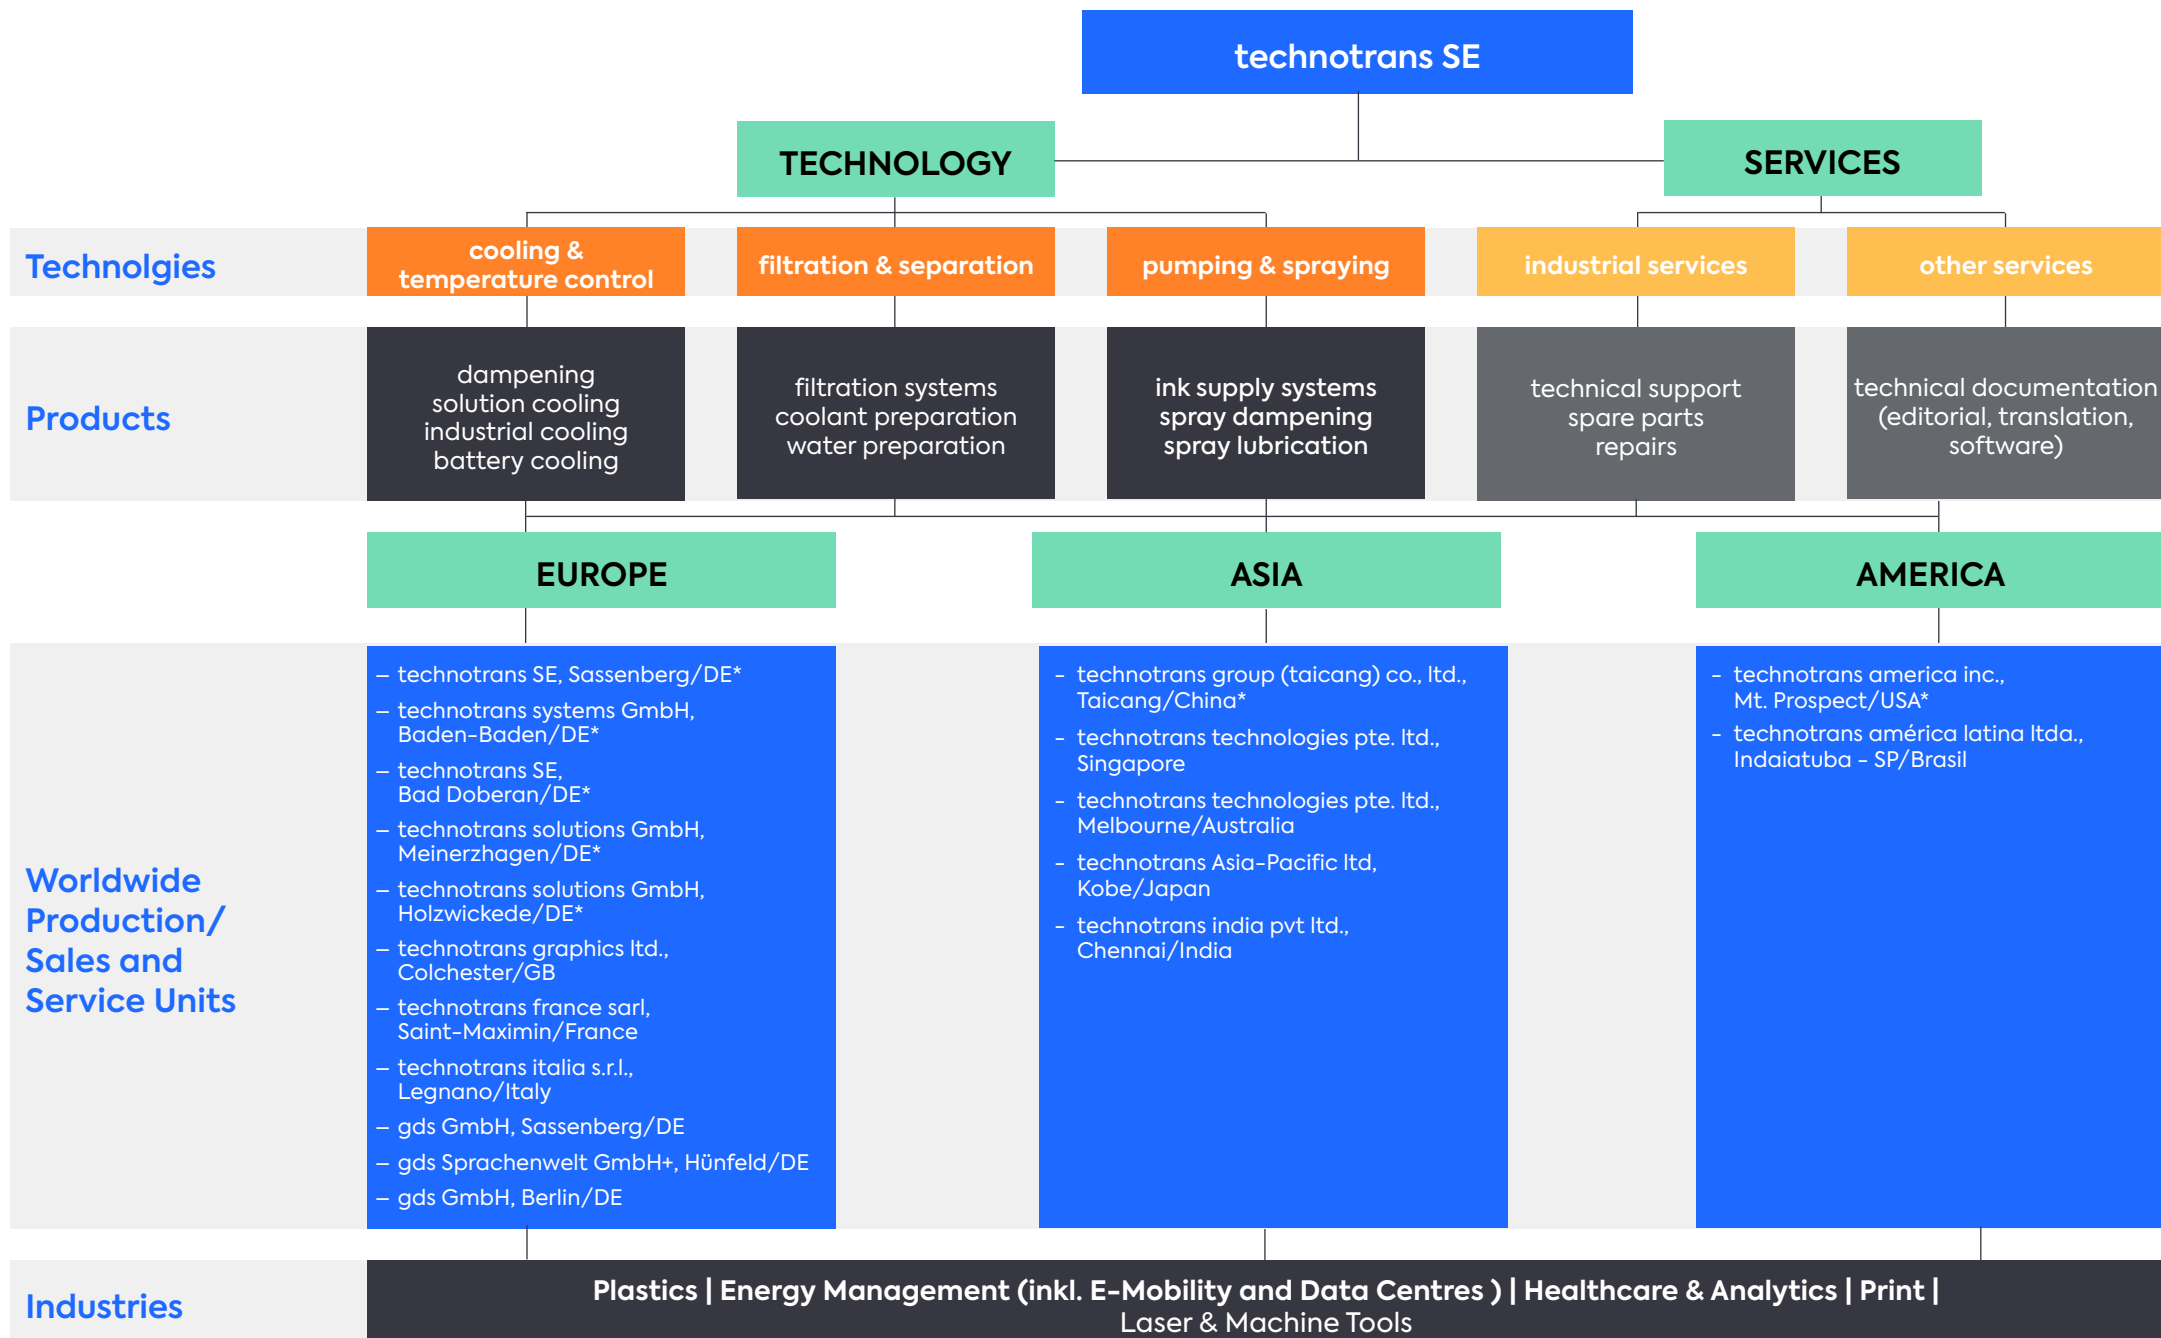 technotrans SE
TECHNOLOGY
SERVICES
Technolgies
cooling &
temperature control
filtration & separation
pumping & spraying
industrial services
other services
Products
dampening
solution cooling
industrial cooling
battery cooling
filtration systems
coolant preparation
water preparation
ink supply systems
spray dampening
spray lubrication
technical support
spare parts
repairs
technical documentation
(editorial, translation,
software)
EUROPE
ASIA
AMERICA
Worldwide
Production/
Sales and
Service Units
– technotrans SE, Sassenberg/DE*
– technotrans systems GmbH,
Baden-Baden/DE*
– technotrans SE,
Bad Doberan/DE*
– technotrans solutions GmbH,
Meinerzhagen/DE*
– technotrans solutions GmbH,
Holzwickede/DE*
– technotrans graphics ltd.,
Colchester/GB
– technotrans france sarl,
Saint-Maximin/France
– technotrans italia s.r.l.,
Legnano/Italy
– gds GmbH, Sassenberg/DE
– gds Sprachenwelt GmbH+, Hünfeld/DE
– gds GmbH, Berlin/DE
- technotrans group (taicang) co., ltd.,
Taicang/China*
- technotrans technologies pte. ltd.,
Singapore
- technotrans technologies pte. ltd.,
Melbourne/Australia
- technotrans Asia-Pacific ltd,
Kobe/Japan
- technotrans india pvt ltd.,
Chennai/India
- technotrans america inc.,
Mt. Prospect/USA*
- technotrans américa latina ltda.,
Indaiatuba - SP/Brasil
Industries
Plastics | Energy Management (inkl. E-Mobility and Data Centres ) | Healthcare & Analytics | Print |
Laser & Machine Tools